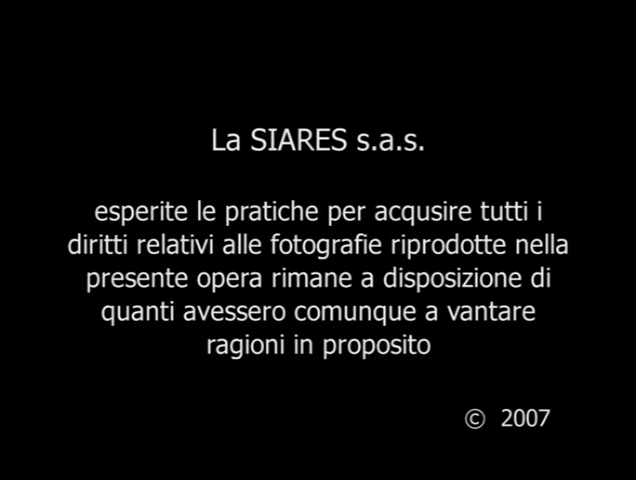 La SIARES s.a.s.
esperite le pratiche per acqusire tutti i
diritti relativi alle fotografie riprodotte nella
presente opera rimane a disposizione di
quanti avessero comunque a vantare
ragioni in proposito
© 2007